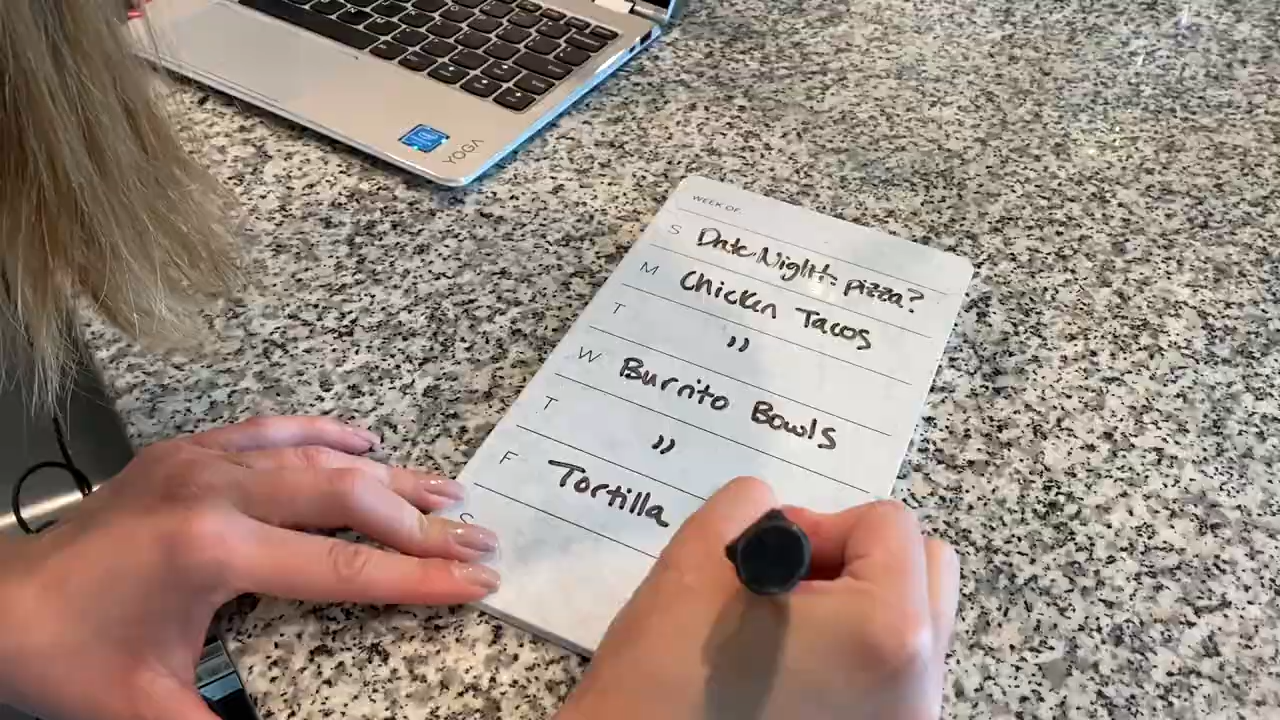 YOGA
WEEK OF
S Date Night: pizza?
M Chicken Tacos
T "
W Burrito Bowls
T "
F Tortilla
S